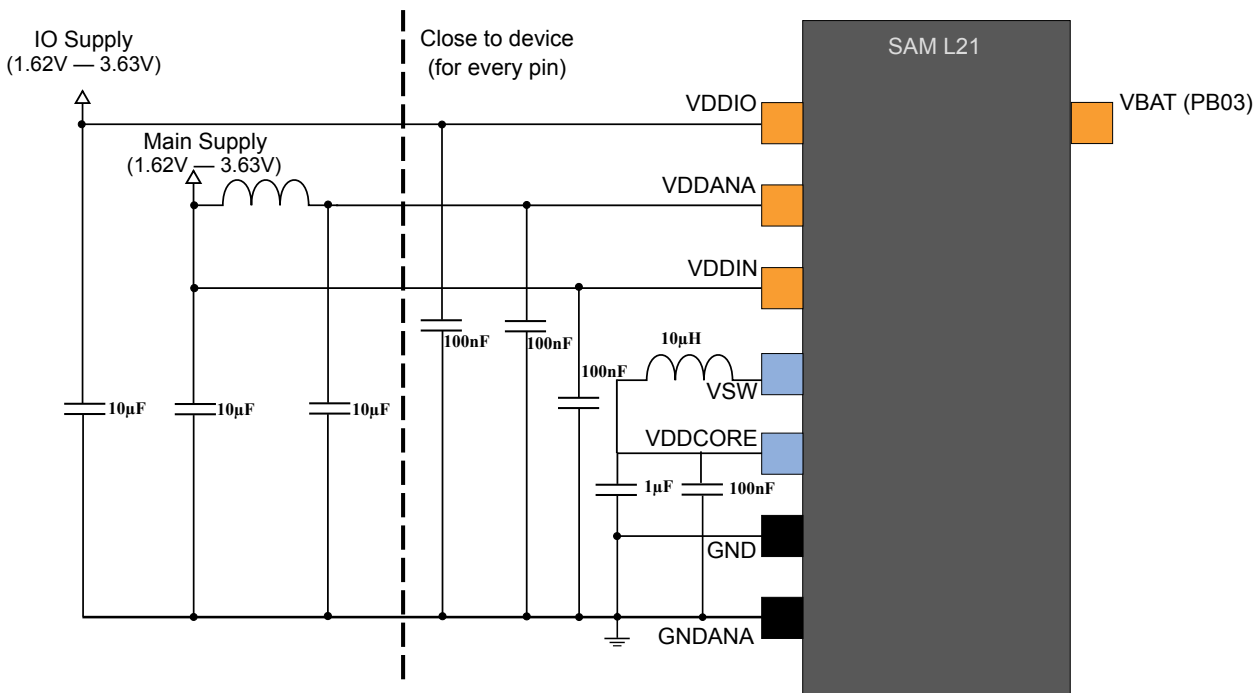 IO Supply
(1.62V — 3.63V)
Close to device
(for every pin)
SAM L21
VDDIO
VBAT (PB03)
Main Supply
(1.62V — 3.63V)
VDDANA
VDDIN
100nF
100nF
10µH
100nF
VSW
10µF
10µF
10µF
VDDCORE
1µF
100nF
GND
GNDANA